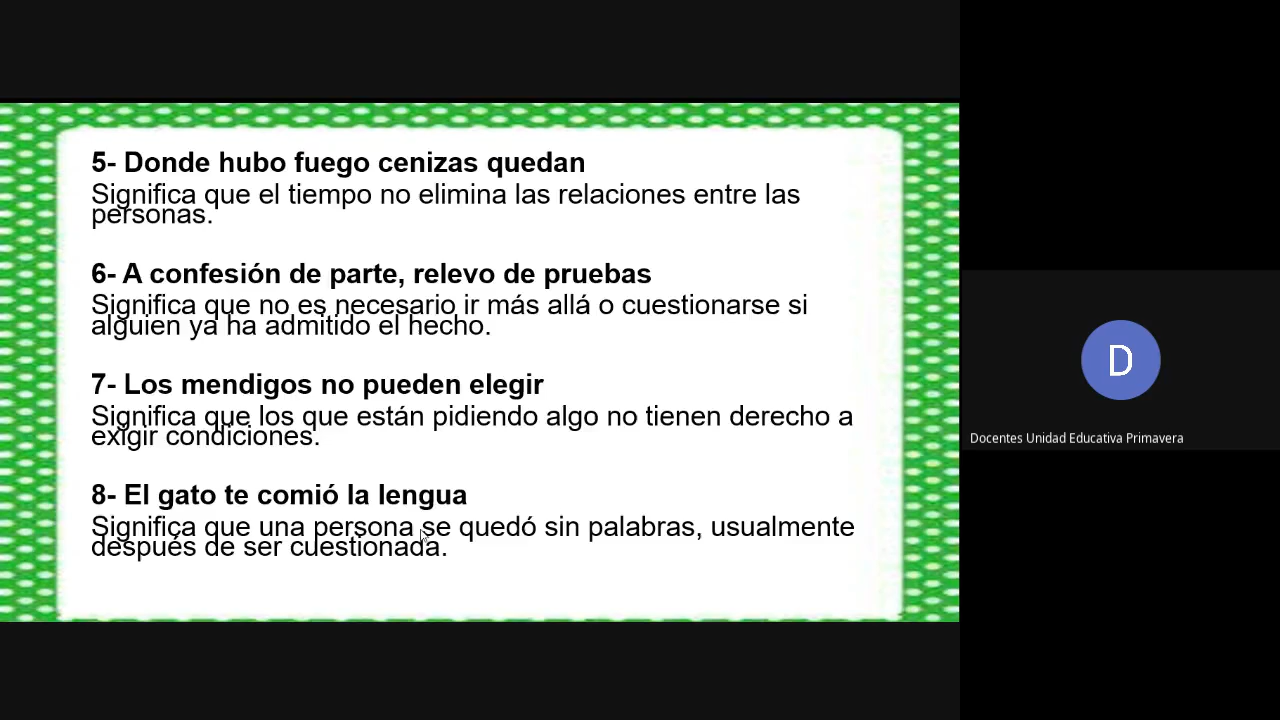 5- Donde hubo fuego cenizas quedan
Significa que el tiempo no elimina las relaciones entre las
personas.
6- A confesión de parte, relevo de pruebas
Significa que no es necesario ir más allá o cuestionarse si
alguien ya ha admitido el hecho.
7- Los mendigos no pueden elegir
Significa que los que están pidiendo algo no tienen derecho a
exigir condiciones.
8- El gato te comió la lengua
Significa que una persona se quedó sin palabras, usualmente
después de ser cuestionada.
D
Docentes Unidad Educativa Primavera